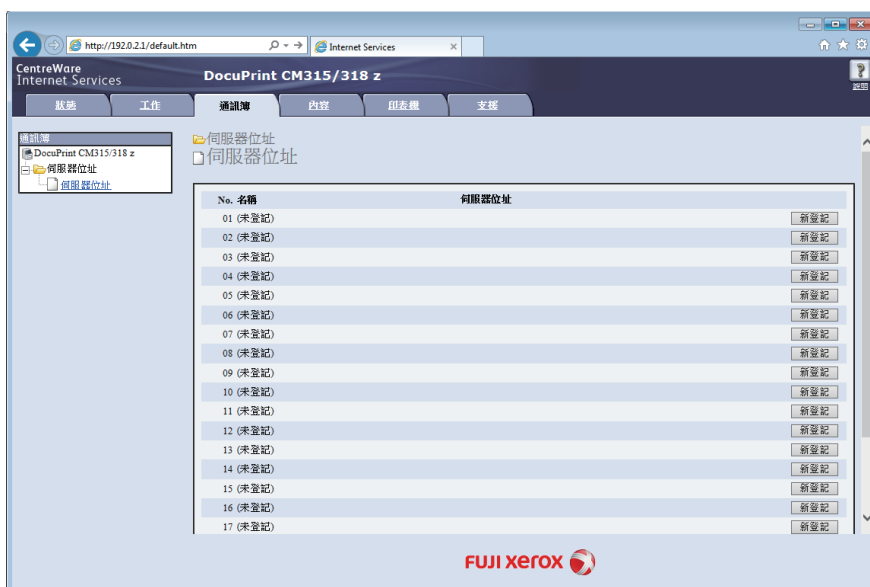 http://192.0.2.1/default.htm
Internet Services
CentreWare
Internet Services
DocuPrint CM315/318 z
說明
狀態
工作
通訊簿
內容
印表機
支援
通訊簿
DocuPrint CM315/318 z
伺服器位址
伺服器位址
伺服器位址
伺服器位址
No. 名稱 伺服器位址
01 (未登記) 新登記
02 (未登記) 新登記
03 (未登記) 新登記
04 (未登記) 新登記
05 (未登記) 新登記
06 (未登記) 新登記
07 (未登記) 新登記
08 (未登記) 新登記
09 (未登記) 新登記
10 (未登記) 新登記
11 (未登記) 新登記
12 (未登記) 新登記
13 (未登記) 新登記
14 (未登記) 新登記
15 (未登記) 新登記
16 (未登記) 新登記
17 (未登記) 新登記
FUJI xerox